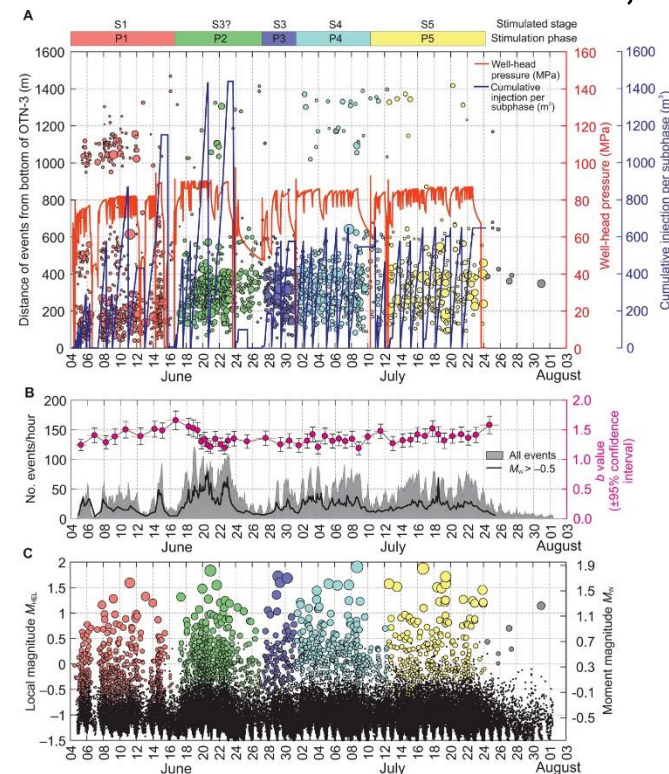 A
S1 S3? S3 S4 S5 Stimulated stage
P1 P2 P3 P4 P5 Stimulation phase
Well-head pressure (MPa)
Cumulative injection per subphase (m³)
Distance of events from bottom of OTN-3 (m)
1600
1400
1200
1000
800
600
400
200
0
Well-head pressure (MPa)
160
140
120
100
80
60
40
20
0
Cumulative injection per subphase (m³)
1600
1400
1200
1000
800
600
400
200
0
04 06 08 10 12 14 16 18 20 22 24 26 28 30 02 04 06 08 10 12 14 16 18 20 22 24 26 28 30 01 03
June July August
B
No. events/hour
200
150
100
50
0
All events
Mw > −0.5
b value
(±95% confidence
interval)
2.0
1.5
1.0
0.5
0.0
04 06 08 10 12 14 16 18 20 22 24 26 28 30 02 04 06 08 10 12 14 16 18 20 22 24 26 28 30 01 03
June July August
C
Local magnitude MHEL
2
1.5
1
0.5
0
−0.5
−1
−1.5
Moment magnitude Mw
1.9
1.5
1.1
0.7
0.3
−0.1
−0.5
04 06 08 10 12 14 16 18 20 22 24 26 28 30 02 04 06 08 10 12 14 16 18 20 22 24 26 28 30 01 03
June July August